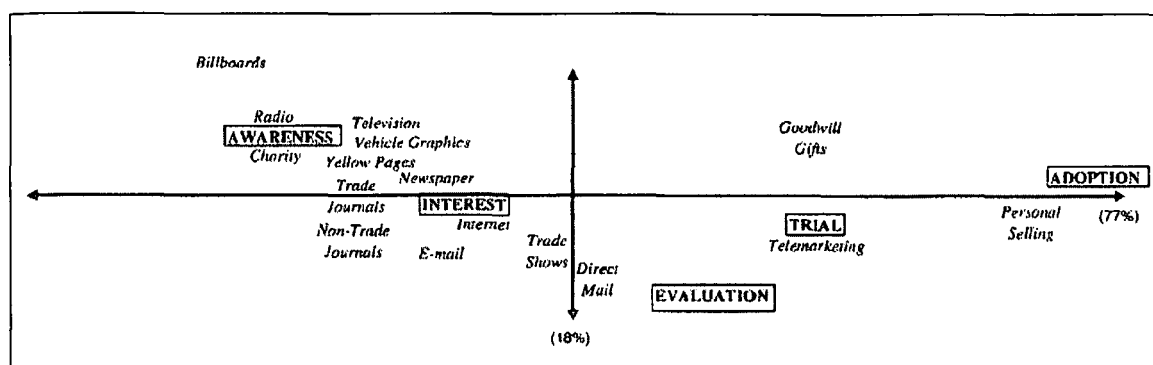 Billboards
Radio
AWARENESS
Charity
Television
Vehicle Graphics
Yellow Pages
Newspaper
Trade
Journals
Non-Trade
Journals
INTEREST
Internet
E-mail
Trade
Shows
Direct
Mail
(18%)
Goodwill
Gifts
ADOPTION
(77%)
Personal
Selling
TRIAL
Telemarketing
EVALUATION